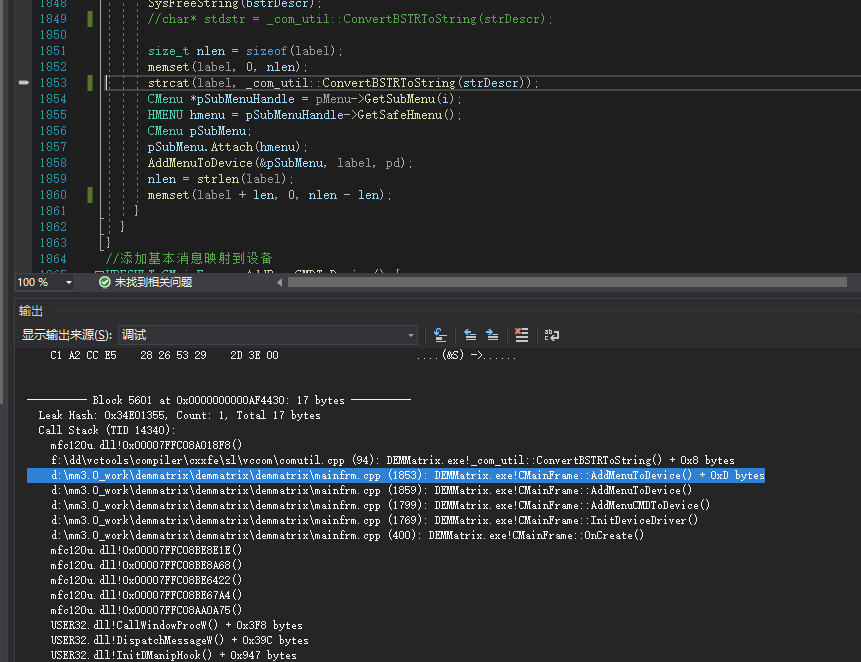 1848 SysFreeString(bstrDescr);
1849 //char* stdstr = _com_util::ConvertBSTRToString(strDescr);
1850
1851 size_t nlen = sizeof(label);
1852 memset(label, 0, nlen);
1853 strcat(label, _com_util::ConvertBSTRToString(strDescr));
1854 CMenu *pSubMenuHandle = pMenu->GetSubMenu(i);
1855 HMENU hmenu = pSubMenuHandle->GetSafeHmenu();
1856 CMenu pSubMenu;
1857 pSubMenu.Attach(hmenu);
1858 AddMenuToDevice(&pSubMenu, label, pd);
1859 nlen = strlen(label);
1860 memset(label + len, 0, nlen - len);
1861 }
1862 }
1863 }
1864 //添加基本消息映射到设备
100 % 未找到相关问题
输出
显示输出来源(S): 调试
C1 A2 CC E5 28 26 53 29 2D 3E 00 ....(&S) ->......
---------- Block 5601 at 0x0000000000AF4430: 17 bytes ----------
Leak Hash: 0x34E01355, Count: 1, Total 17 bytes
Call Stack (TID 14340):
mfc120u.dll!0x00007FFC08A018F8()
f:\dd\vctools\compiler\cxxfe\sl\vccom\comutil.cpp (94): DEMMatrix.exe!_com_util::ConvertBSTRToString() + 0x8 bytes
d:\mm3.0_work\demmatrix\demmatrix\demmatrix\mainfrm.cpp (1853): DEMMatrix.exe!CMainFrame::AddMenuToDevice() + 0xD bytes
d:\mm3.0_work\demmatrix\demmatrix\demmatrix\mainfrm.cpp (1859): DEMMatrix.exe!CMainFrame::AddMenuToDevice()
d:\mm3.0_work\demmatrix\demmatrix\demmatrix\mainfrm.cpp (1799): DEMMatrix.exe!CMainFrame::AddMenuCMDToDevice()
d:\mm3.0_work\demmatrix\demmatrix\demmatrix\mainfrm.cpp (1769): DEMMatrix.exe!CMainFrame::InitDeviceDriver()
d:\mm3.0_work\demmatrix\demmatrix\demmatrix\mainfrm.cpp (400): DEMMatrix.exe!CMainFrame::OnCreate()
mfc120u.dll!0x00007FFC08BE8E1E()
mfc120u.dll!0x00007FFC08BE8A68()
mfc120u.dll!0x00007FFC08BE6422()
mfc120u.dll!0x00007FFC08BE67A4()
mfc120u.dll!0x00007FFC08AA0A75()
USER32.dll!CallWindowProcW() + 0x3F8 bytes
USER32.dll!DispatchMessageW() + 0x39C bytes
USER32.dll!InitDManipHook() + 0x947 bytes